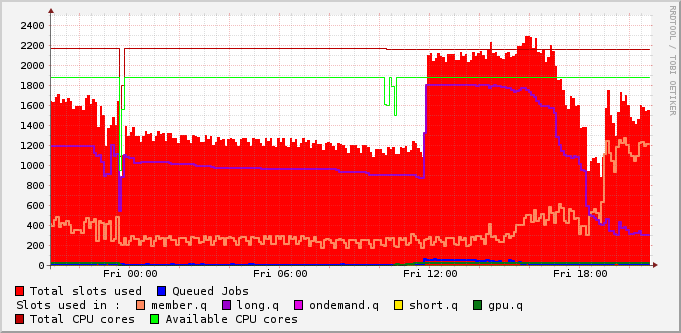 2400
2200
2000
1800
1600
1400
1200
1000
800
600
400
200
0
Fri 00:00 Fri 06:00 Fri 12:00 Fri 18:00
Total slots used Queued Jobs
Slots used in : member.q long.q ondemand.q short.q gpu.q
Total CPU cores Available CPU cores
RRDTOOL / TOBI OETIKER